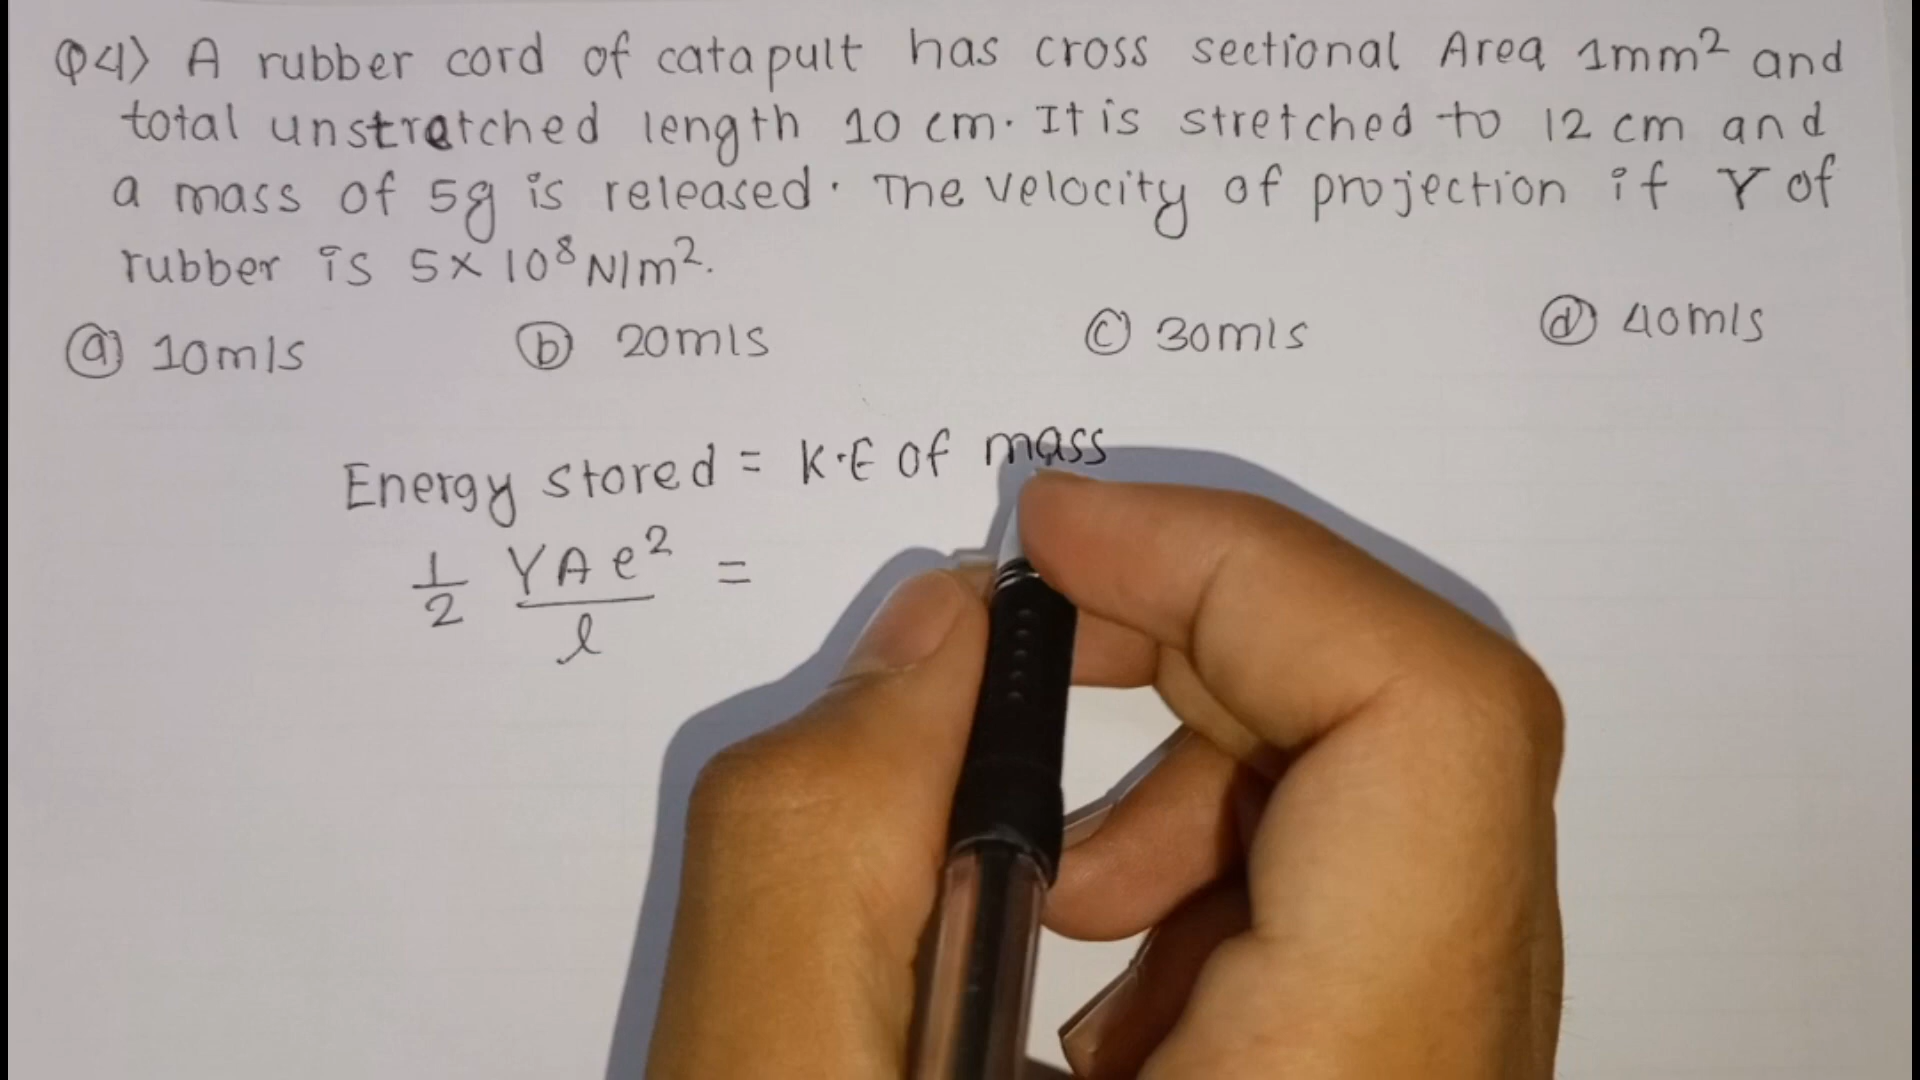 Q4) A rubber cord of catapult has cross sectional Area 1mm² and
total unstretched length 10 cm. It is stretched to 12 cm and
a mass of 5g is released. The velocity of projection if Y of
rubber is 5×10⁸ N/m².
(a) 10m/s (b) 20m/s (c) 30m/s (d) 40m/s
Energy stored = K.E of mass
1/2 YAe²/l =